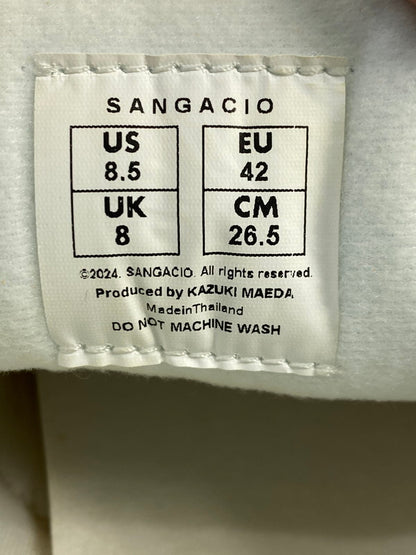 SANGACIO
US EU
8.5 42
UK CM
8 26.5
©2024. SANGACIO. All rights reserved.
Produced by KAZUKI MAEDA
MadeinThailand
DO NOT MACHINE WASH